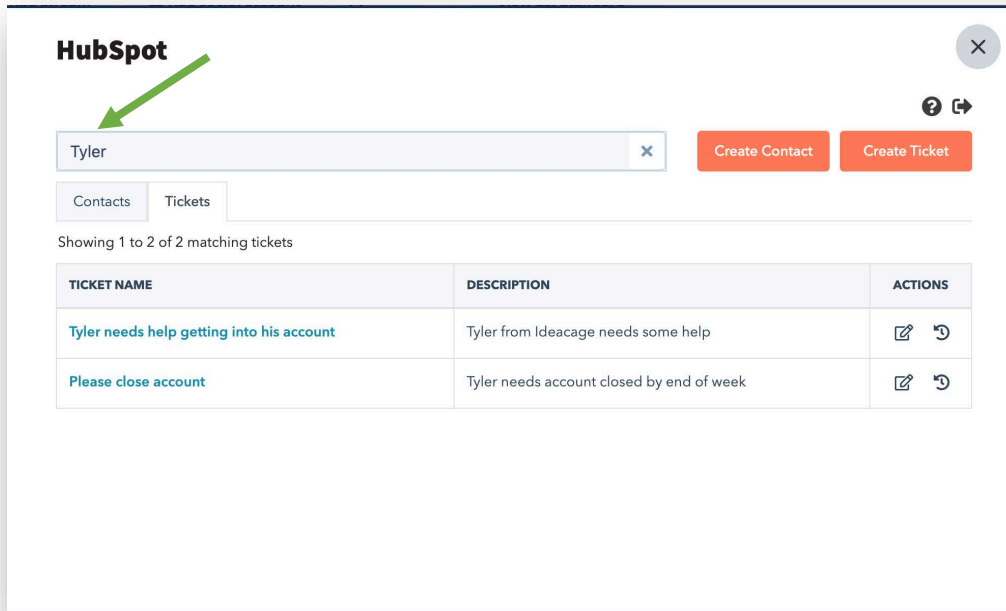 HubSpot
Tyler
Create Contact
Create Ticket
Contacts
Tickets
Showing 1 to 2 of 2 matching tickets
TICKET NAME
DESCRIPTION
ACTIONS
Tyler needs help getting into his account
Tyler from Ideacage needs some help
Please close account
Tyler needs account closed by end of week